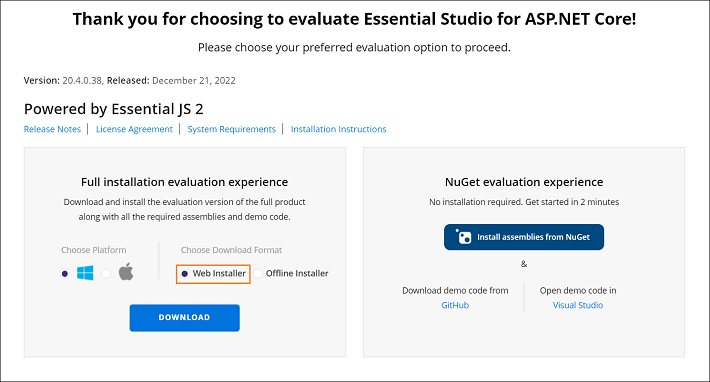 Thank you for choosing to evaluate Essential Studio for ASP.NET Core!
Please choose your preferred evaluation option to proceed.
Version: 20.4.0.38, Released: December 21, 2022
Powered by Essential JS 2
Release Notes | License Agreement | System Requirements | Installation Instructions
Full installation evaluation experience
Download and install the evaluation version of the full product
along with all the required assemblies and demo code.
Choose Platform
Choose Download Format
Web Installer
Offline Installer
DOWNLOAD
NuGet evaluation experience
No installation required. Get started in 2 minutes
Install assemblies from NuGet
&
Download demo code from
GitHub
Open demo code in
Visual Studio